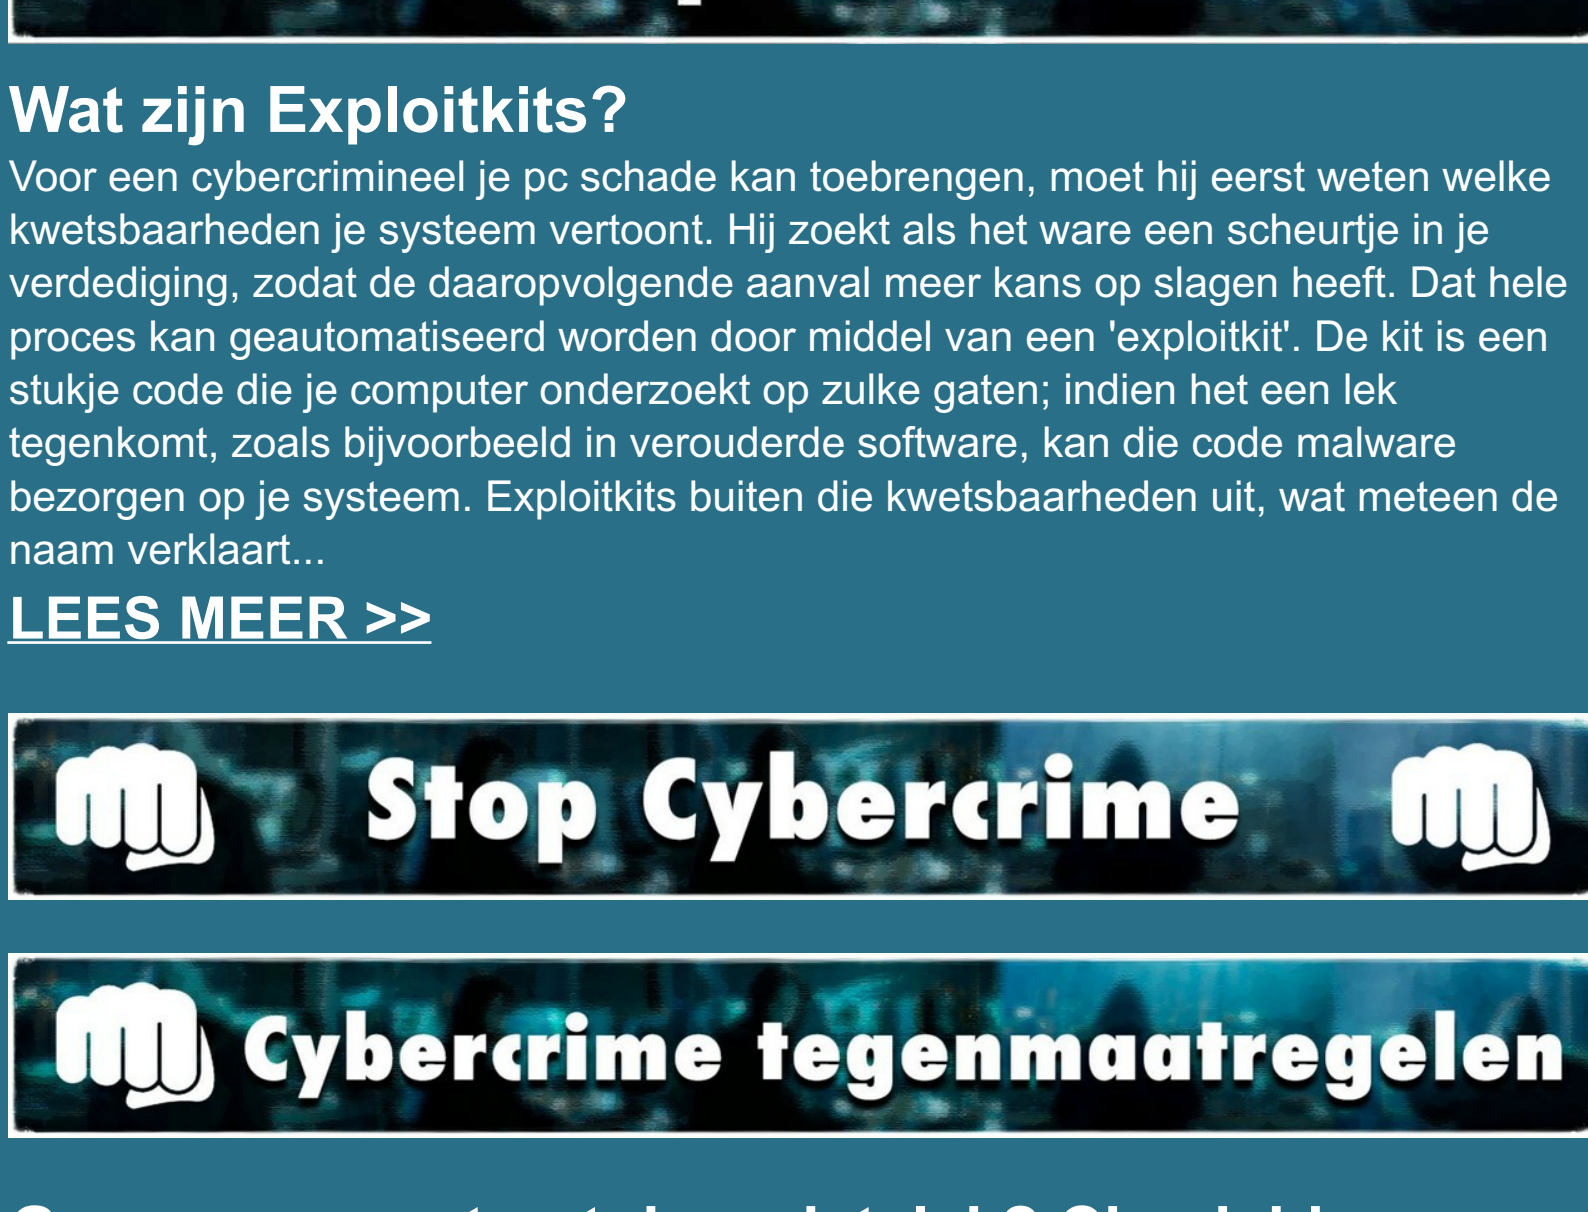 Wat zijn Exploitkits?
Voor een cybercrimineel je pc schade kan toebrengen, moet hij eerst weten welke
kwetsbaarheden je systeem vertoont. Hij zoekt als het ware een scheurtje in je
verdediging, zodat de daaropvolgende aanval meer kans op slagen heeft. Dat hele
proces kan geautomatiseerd worden door middel van een 'exploitkit'. De kit is een
stukje code die je computer onderzoekt op zulke gaten; indien het een lek
tegenkomt, zoals bijvoorbeeld in verouderde software, kan die code malware
bezorgen op je systeem. Exploitkits buiten die kwetsbaarheden uit, wat meteen de
naam verklaart...
LEES MEER >>
Stop Cybercrime
Cybercrime tegenmaatregelen